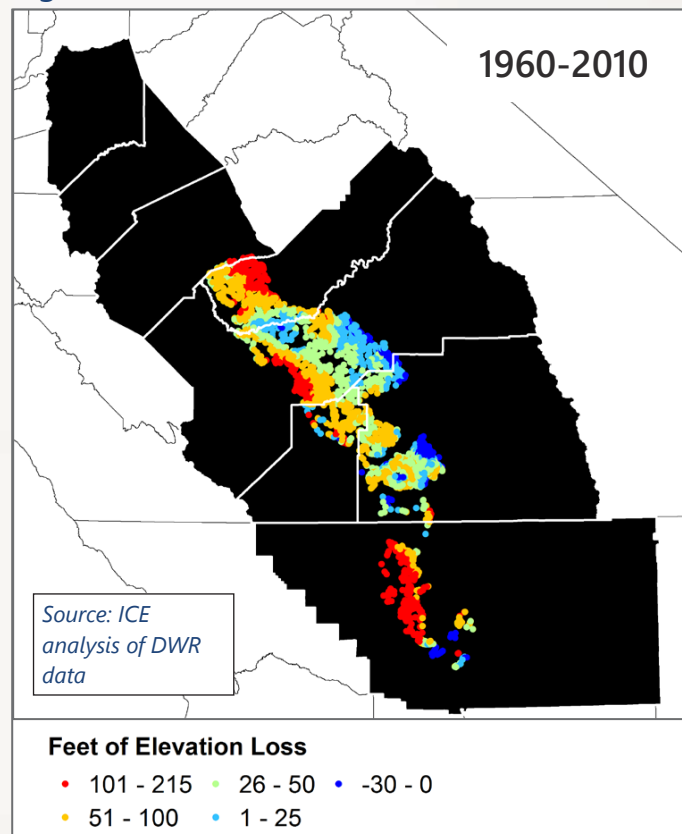 1960-2010
Source: ICE
analysis of DWR
data
Feet of Elevation Loss
101 - 215
26 - 50
-30 - 0
51 - 100
1 - 25